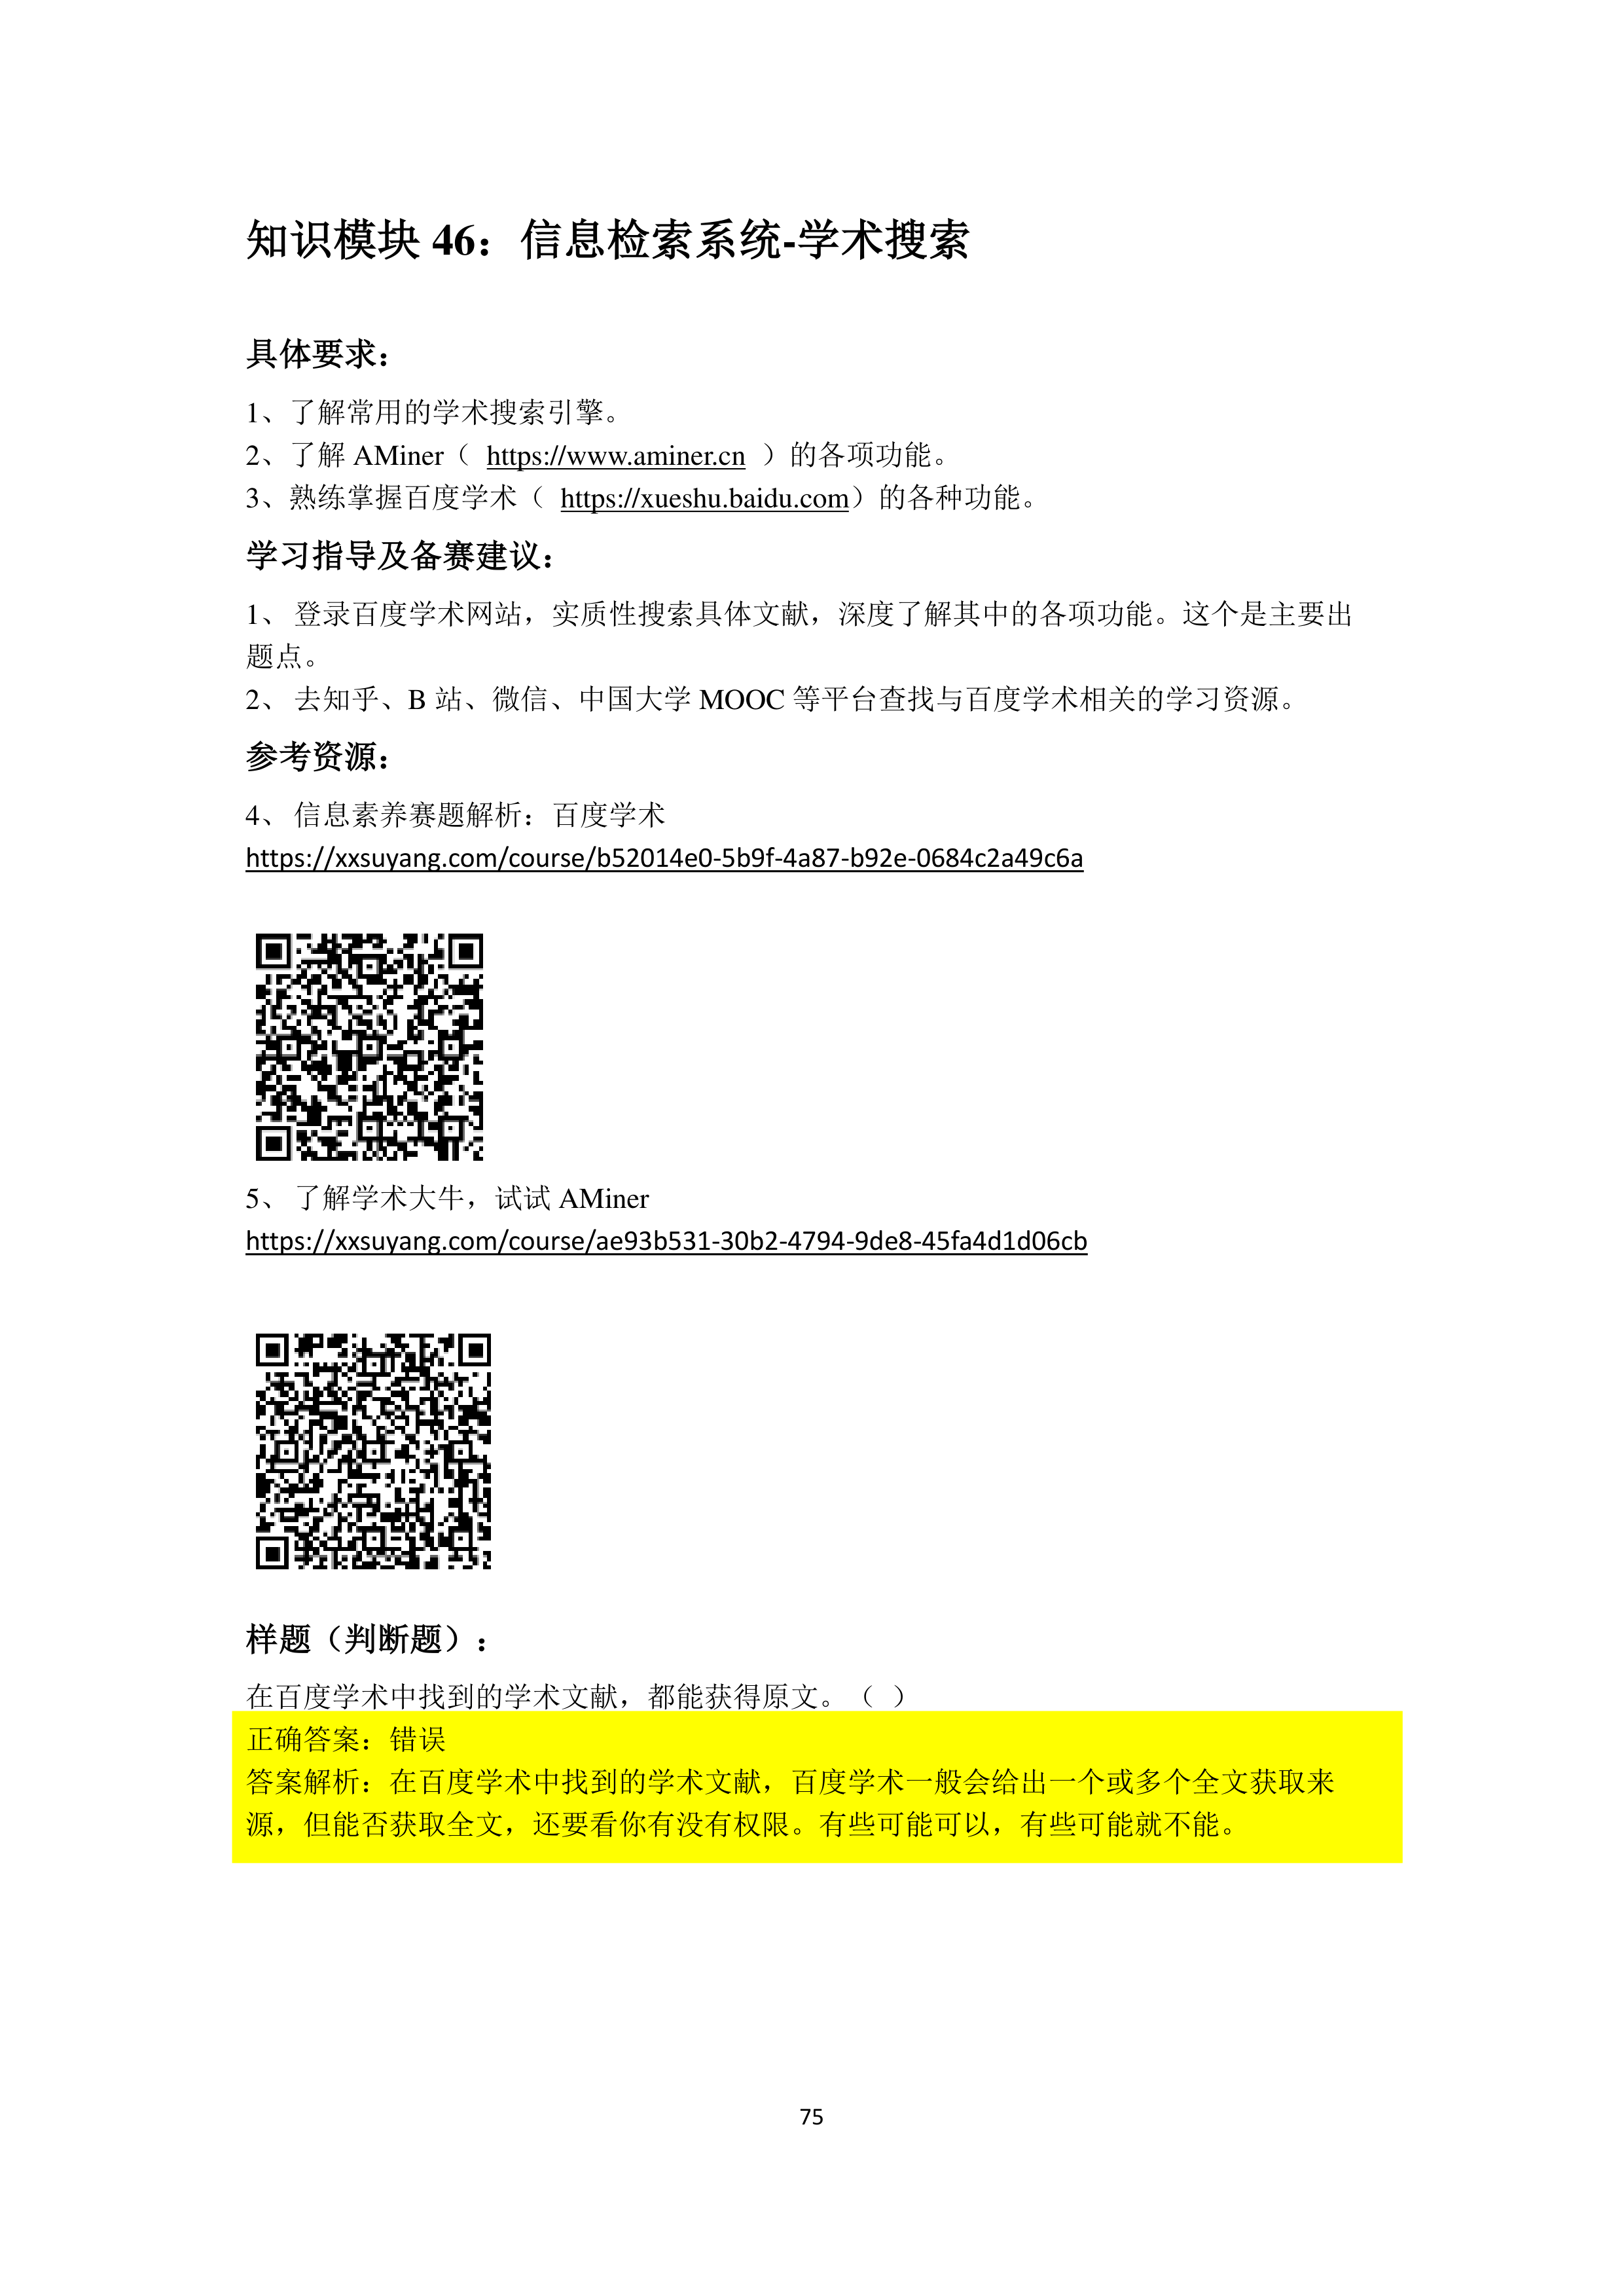 知识模块 46：信息检索系统-学术搜索
具体要求：
1、了解常用的学术搜索引擎。
2、了解 AMiner（ https://www.aminer.cn ）的各项功能。
3、熟练掌握百度学术（ https://xueshu.baidu.com）的各种功能。
学习指导及备赛建议：
1、 登录百度学术网站，实质性搜索具体文献，深度了解其中的各项功能。这个是主要出
题点。
2、 去知乎、B 站、微信、中国大学 MOOC 等平台查找与百度学术相关的学习资源。
参考资源：
4、 信息素养赛题解析：百度学术
https://xxsuyang.com/course/b52014e0-5b9f-4a87-b92e-0684c2a49c6a
5、 了解学术大牛，试试 AMiner
https://xxsuyang.com/course/ae93b531-30b2-4794-9de8-45fa4d1d06cb
样题（判断题）：
在百度学术中找到的学术文献，都能获得原文。（ ）
正确答案：错误
答案解析：在百度学术中找到的学术文献，百度学术一般会给出一个或多个全文获取来
源，但能否获取全文，还要看你有没有权限。有些可能可以，有些可能就不能。
75